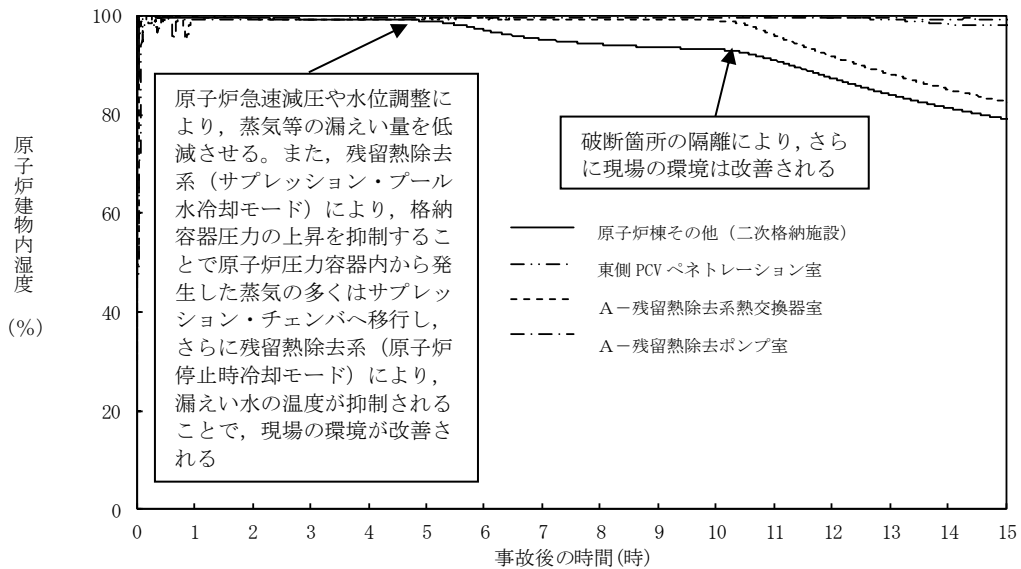 100
80
60
40
20
0
原子炉建物内湿度
(%)
原子炉急速減圧や水位調整に
より，蒸気等の漏えい量を低
減させる。また，残留熱除去
系（サプレッション・プール
水冷却モード）により，格納
容器圧力の上昇を抑制するこ
とで原子炉圧力容器内から発
生した蒸気の多くはサプレッ
ション・チェンバへ移行し，
さらに残留熱除去系（原子炉
停止時冷却モード）により，
漏えい水の温度が抑制される
ことで，現場の環境が改善さ
れる
破断箇所の隔離により，さら
に現場の環境は改善される
原子炉棟その他（二次格納施設）
東側 PCV ペネトレーション室
A－残留熱除去系熱交換器室
A－残留熱除去ポンプ室
0 1 2 3 4 5 6 7 8 9 10 11 12 13 14 15
事故後の時間(時)